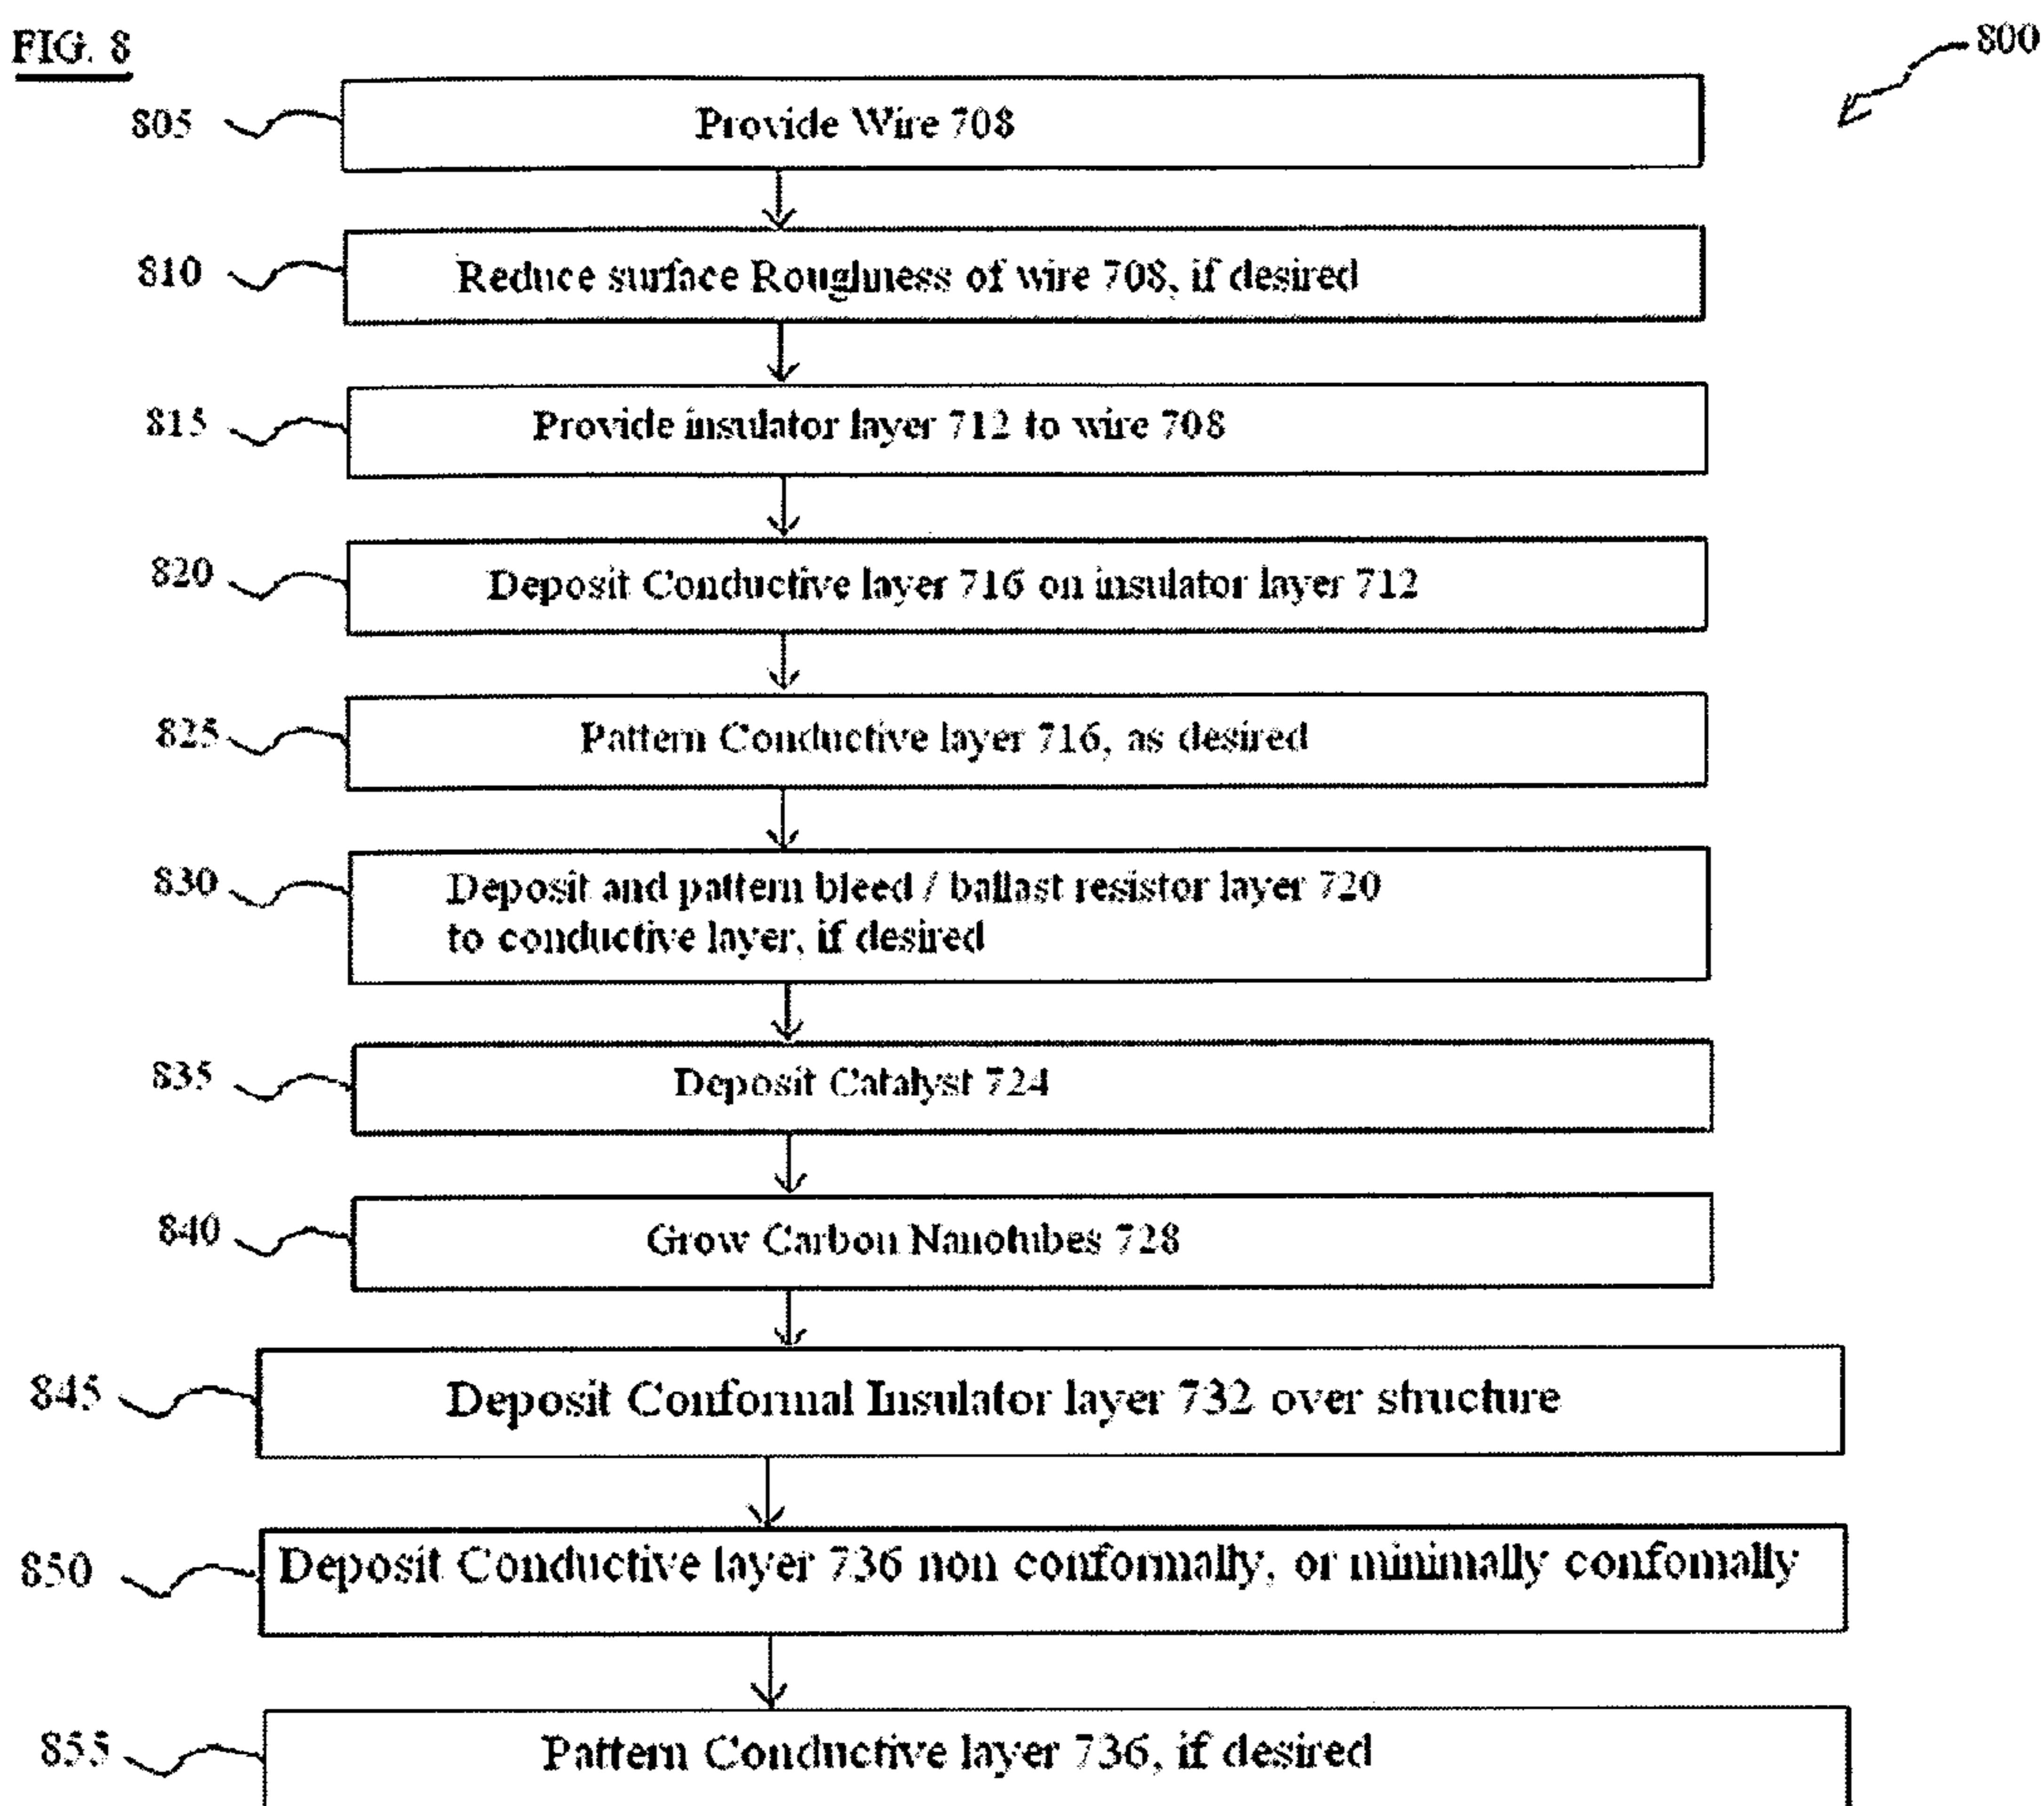 FIG. 8
800
805
Provide Wire 708
810
Reduce surface Roughness of wire 708, if desired
815
Provide insulator layer 712 to wire 708
820
Deposit Conductive layer 716 on insulator layer 712
825
Pattern Conductive layer 716, as desired
830
Deposit and pattern bleed / ballast resistor layer 720
to conductive layer, if desired
835
Deposit Catalyst 724
840
Grow Carbon Nanotubes 728
845
Deposit Conformal Insulator layer 732 over structure
850
Deposit Conductive layer 736 non conformally, or minimally confomally
855
Pattern Conductive layer 736, if desired